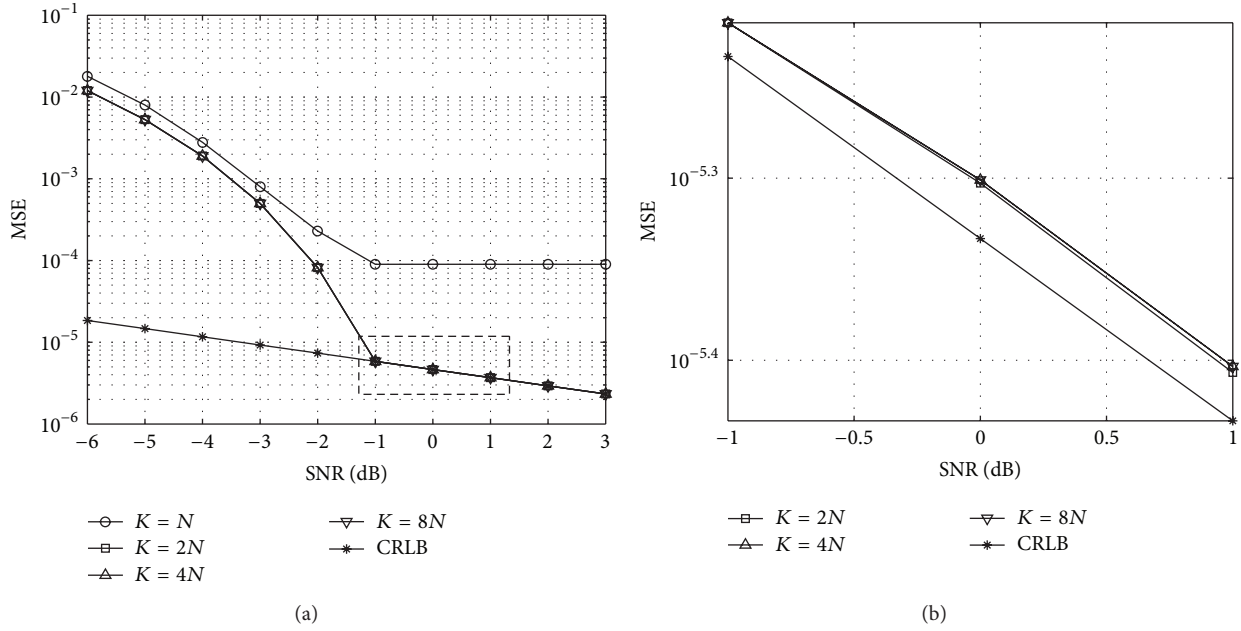 10⁻¹
10⁻²
10⁻³
10⁻⁴
10⁻⁵
10⁻⁶
MSE
−6 −5 −4 −3 −2 −1 0 1 2 3
SNR (dB)
K = N
K = 2N
K = 4N
K = 8N
CRLB
(a)
10⁻⁵·³
10⁻⁵·⁴
MSE
−1 −0.5 0 0.5 1
SNR (dB)
K = 2N
K = 4N
K = 8N
CRLB
(b)